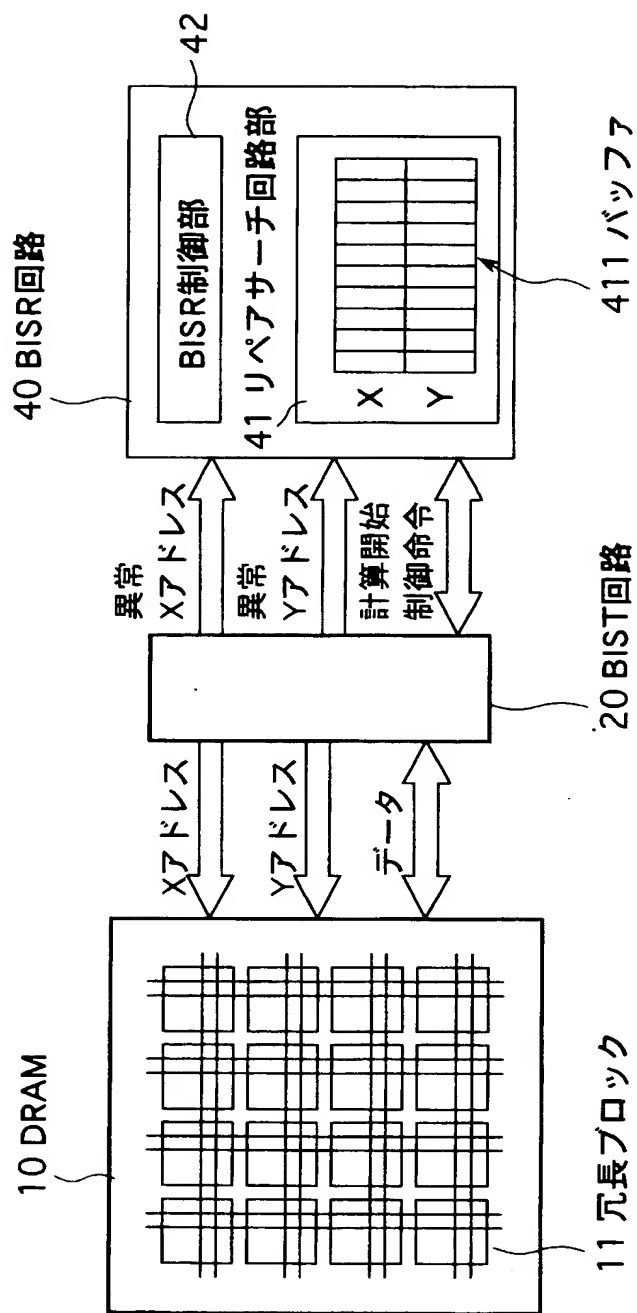 10 DRAM
11 冗長ブロック
Xアドレス
Yアドレス
データ
20 BIST回路
異常
Xアドレス
異常
Yアドレス
計算開始
制御命令
40 BISR回路
BISR制御部
42
41 リペアサーチ回路部
X
Y
411 バッファ